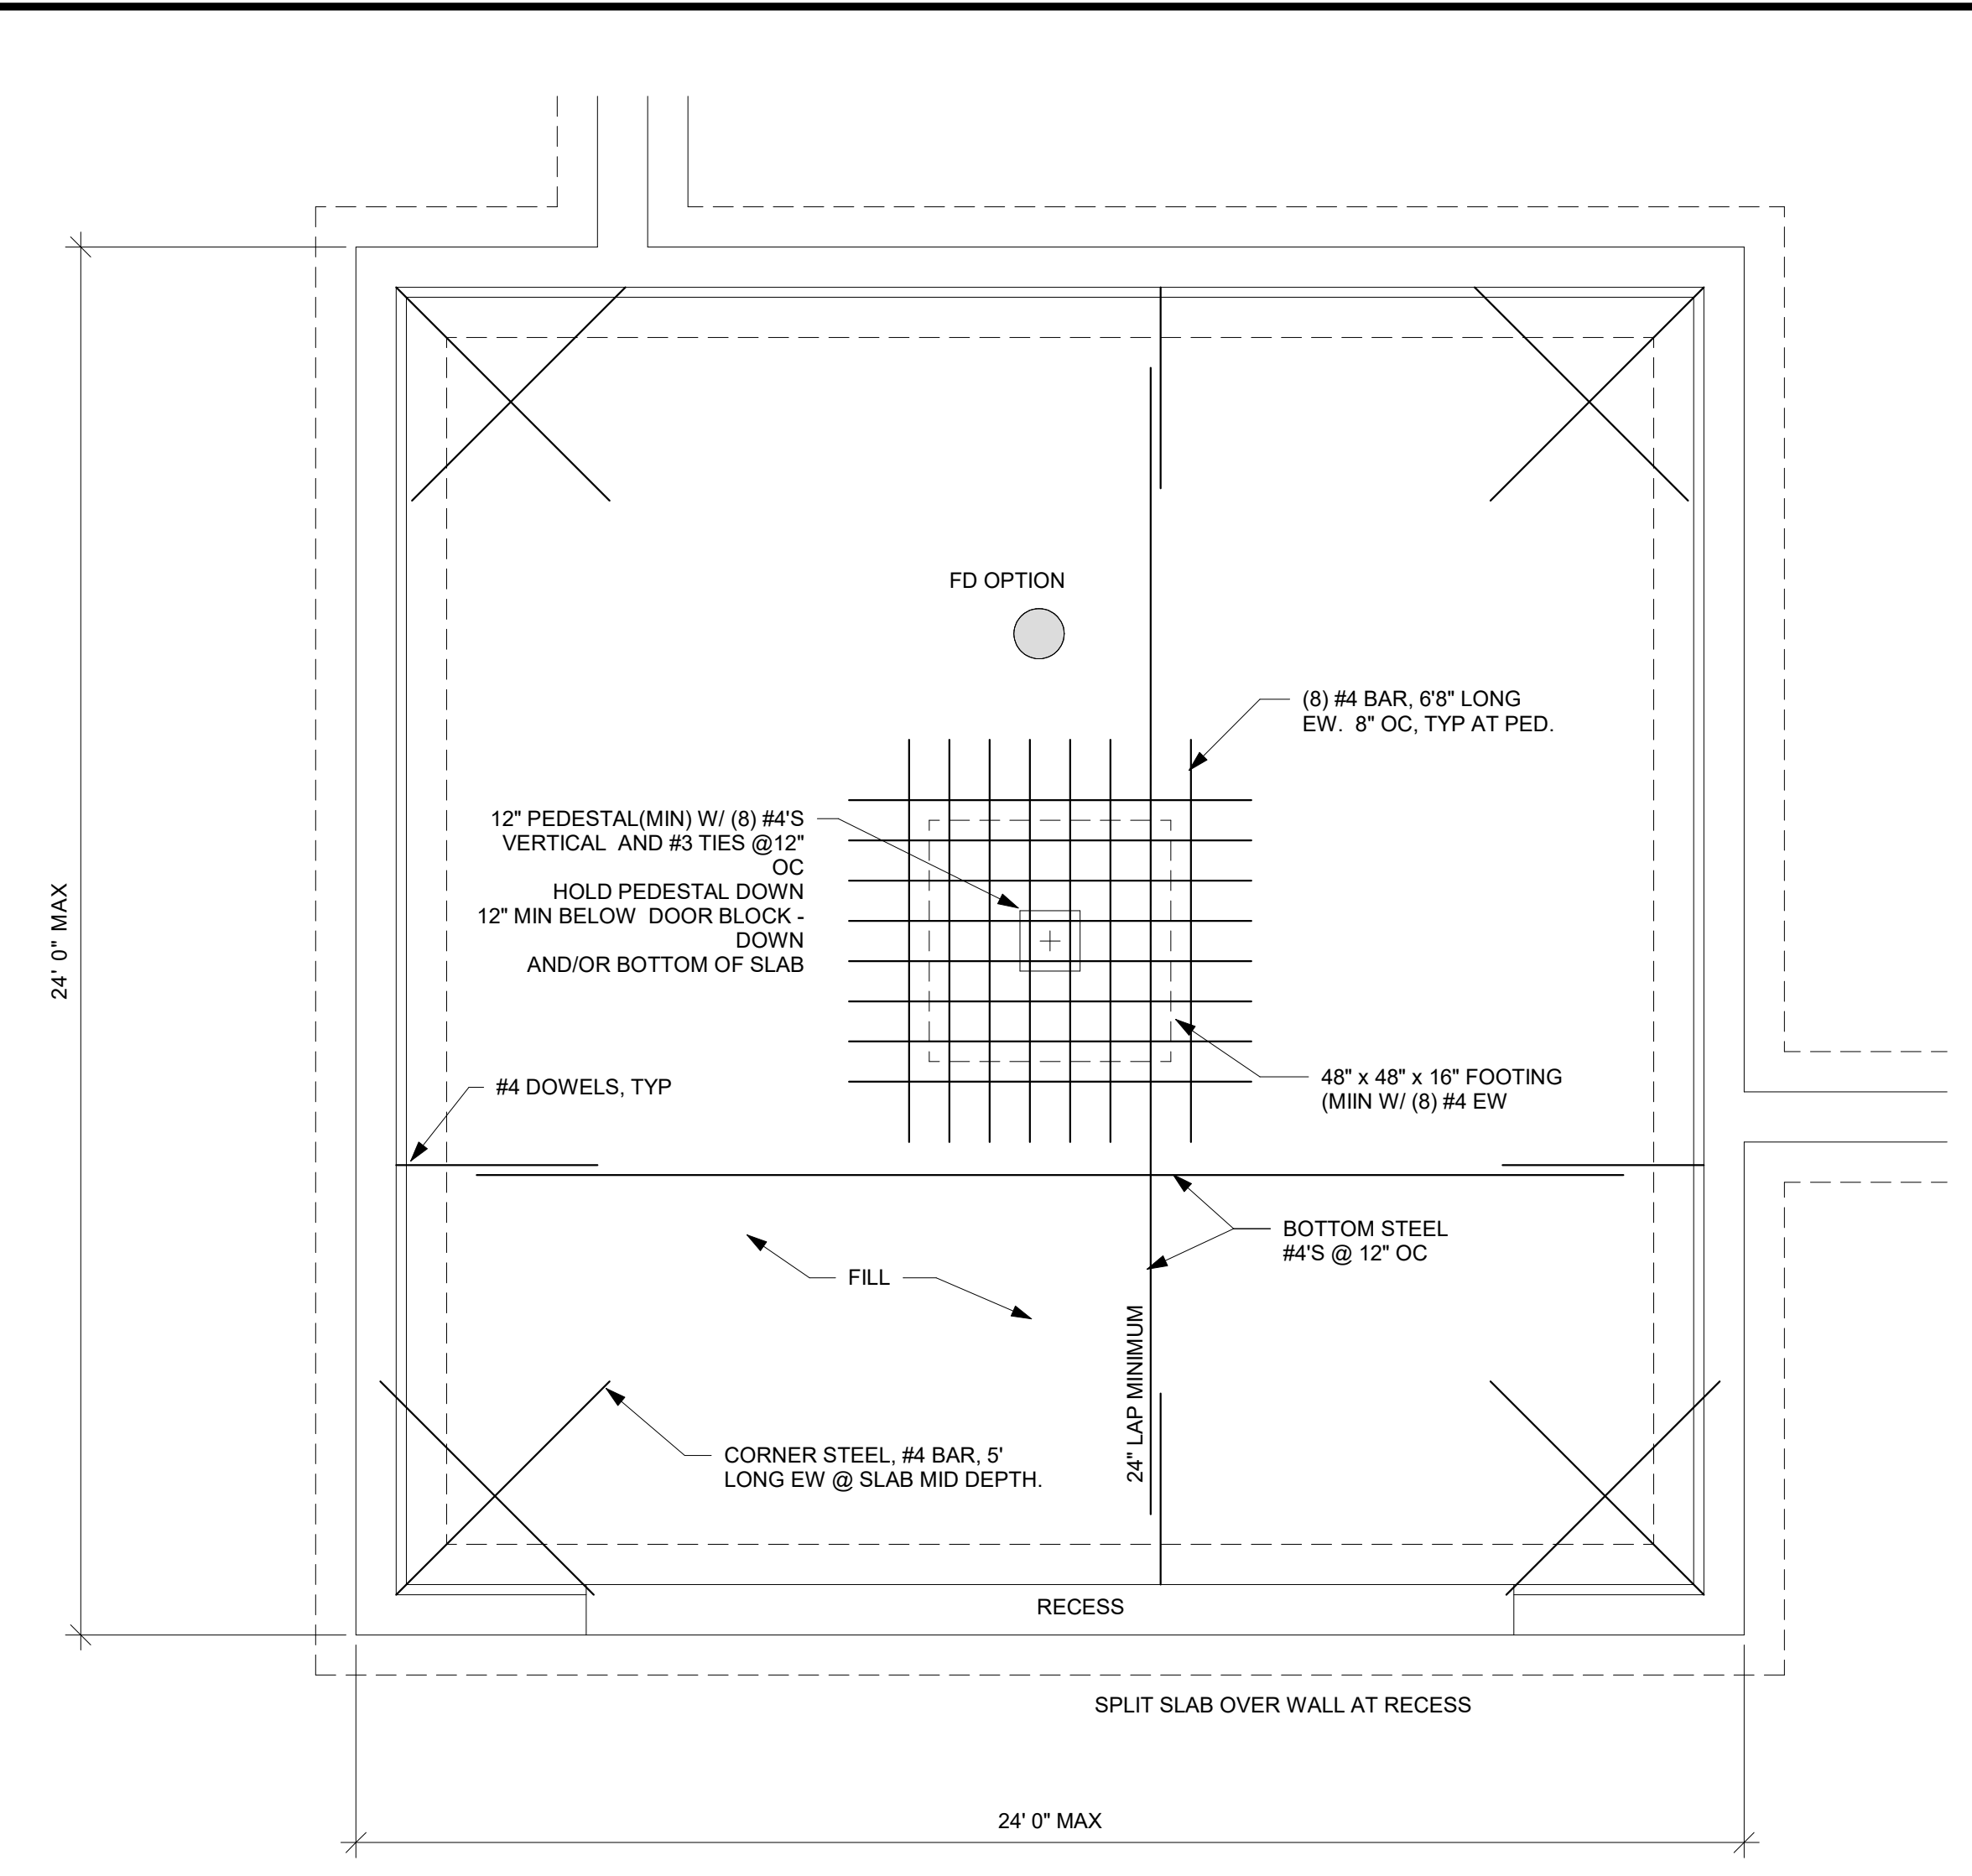 FD OPTION
(8) #4 BAR, 6'8" LONG
EW.  8" OC, TYP AT PED.
12" PEDESTAL(MIN) W/ (8) #4'S
VERTICAL  AND #3 TIES @12"
OC
HOLD PEDESTAL DOWN
12" MIN BELOW  DOOR BLOCK -
DOWN
AND/OR BOTTOM OF SLAB
24' 0" MAX
48" x 48" x 16" FOOTING
(MIIN W/ (8) #4 EW
#4 DOWELS, TYP
BOTTOM STEEL
#4'S @ 12" OC
FILL
24" LAP MINIMUM
CORNER STEEL, #4 BAR, 5'
LONG EW @ SLAB MID DEPTH.
RECESS
SPLIT SLAB OVER WALL AT RECESS
24' 0" MAX